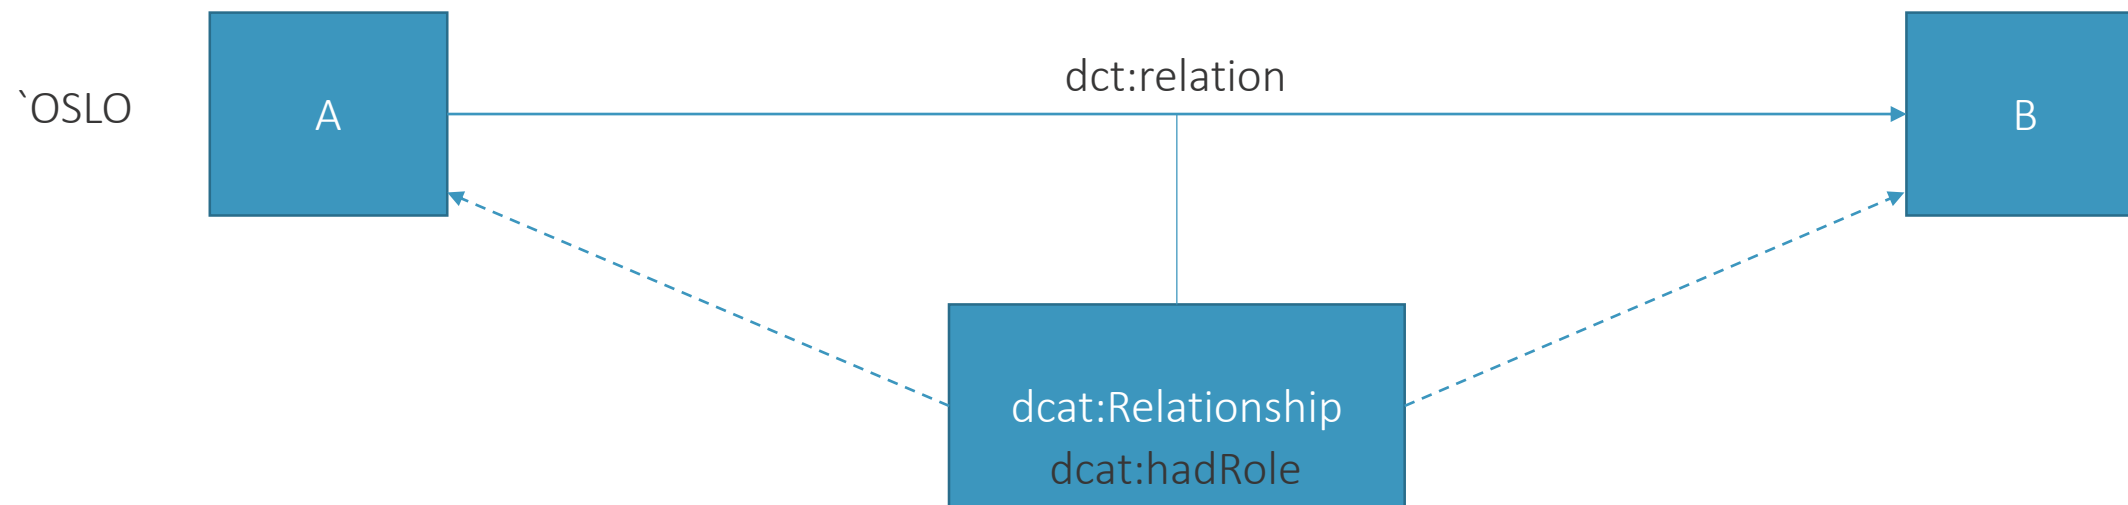 dct:relation
`OSLO
A
B
dcat:Relationship
dcat:hadRole